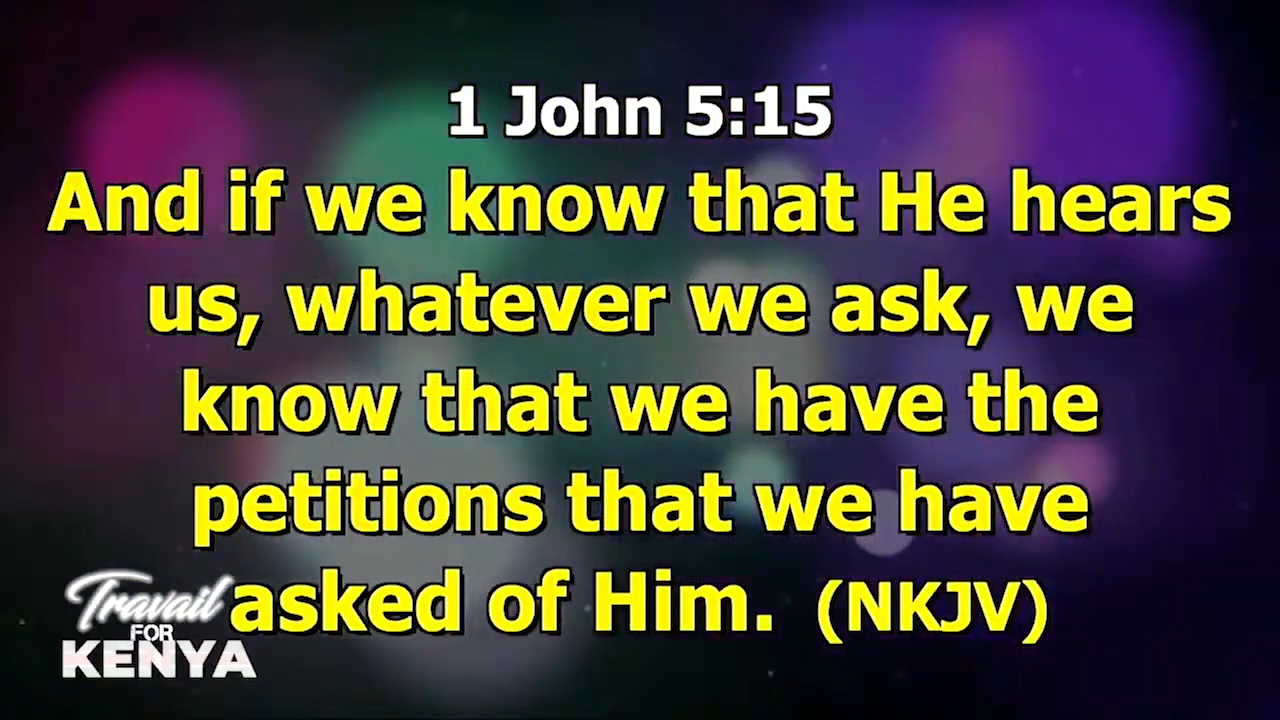 1 John 5:15
And if we know that He hears
us, whatever we ask, we
know that we have the
petitions that we have
asked of Him. (NKJV)
Travail
FOR
KENYA